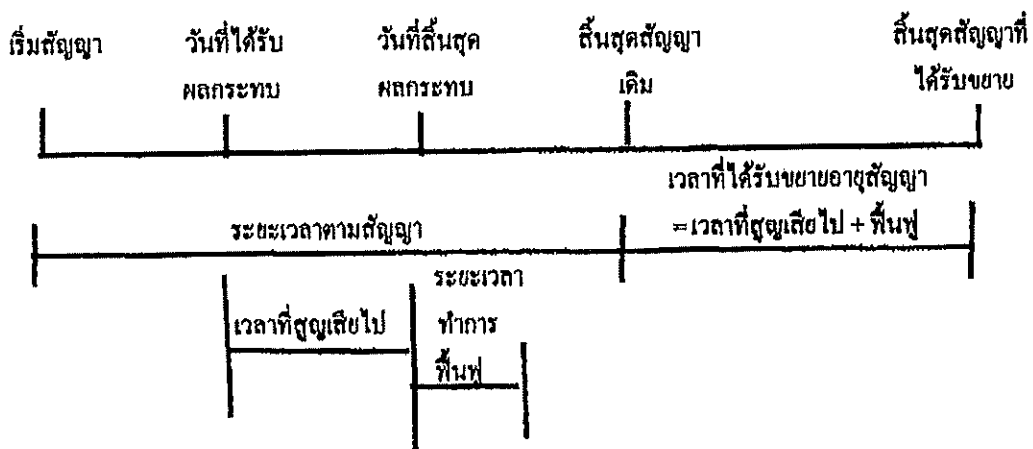 เริ่มสัญญา
วันที่ได้รับ
ผลกระทบ
วันที่สิ้นสุด
ผลกระทบ
สิ้นสุดสัญญา
เดิม
สิ้นสุดสัญญาที่
ได้รับขยาย
เวลาที่ได้รับขยายอายุสัญญา
=เวลาที่สูญเสียไป + ฟื้นฟู
ระยะเวลาตามสัญญา
เวลาที่สูญเสียไป
ระยะเวลา
ทำการ
ฟื้นฟู